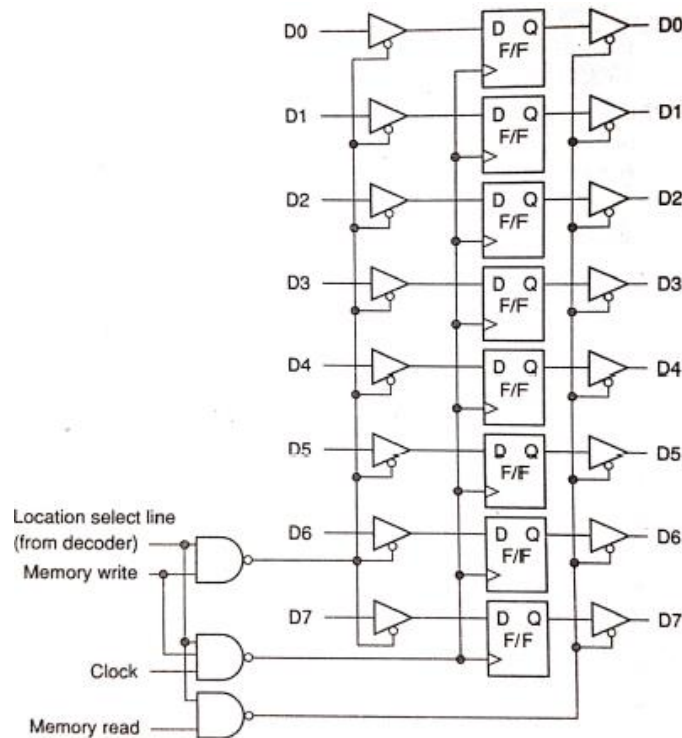 D0 D Q D0
F/F
D1 D Q D1
F/F
D2 D Q D2
F/F
D3 D Q D3
F/F
D4 D Q D4
F/F
D5 D Q D5
F/F
Location select line
(from decoder)
D6 D Q D6
F/F
Memory write
D7 D Q D7
F/F
Clock
Memory read